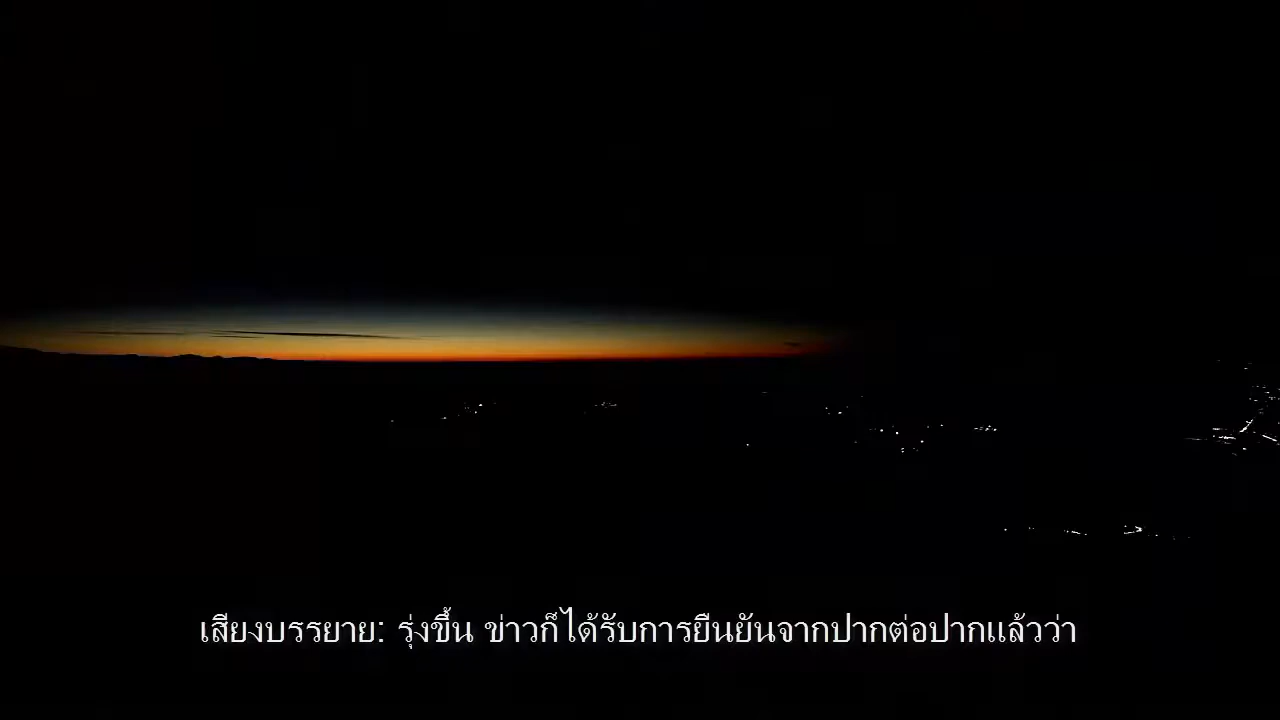 เสียงบรรยาย: รุ่งขึ้น ข่าวก็ได้รับการยืนยันจากปากต่อปากแล้วว่า